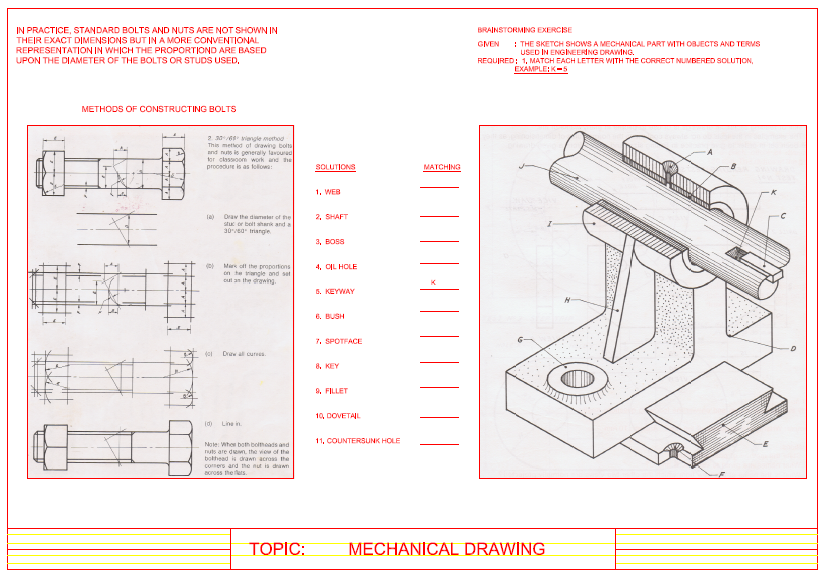 IN PRACTICE, STANDARD BOLTS AND NUTS ARE NOT SHOWN IN
THEIR EXACT DIMENSIONS BUT IN A MORE CONVENTIONAL
REPRESENTATION IN WHICH THE PROPORTIOND ARE BASED
UPON THE DIAMETER OF THE BOLTS OR STUDS USED.
BRAINSTORMING EXERCISE
GIVEN : THE SKETCH SHOWS A MECHANICAL PART WITH OBJECTS AND TERMS
USED IN ENGINEERING DRAWING.
REQUIRED : 1. MATCH EACH LETTER WITH THE CORRECT NUMBERED SOLUTION.
EXAMPLE: K = 5
METHODS OF CONSTRUCTING BOLTS
2. 30°/60° triangle method
This method of drawing bolts
and nuts is generally favoured
for classroom work and the
procedure is as follows:
(a) Draw the diameter of the
stud or bolt shank and a
30°/60° triangle.
(b) Mark off the proportions
on the triangle and set
out on the drawing.
(c) Draw all curves.
(d) Line in.
Note: When both boltheads and
nuts are drawn, the view of the
bolthead is drawn across the
corners and the nut is drawn
across the flats.
SOLUTIONS MATCHING
1. WEB
2. SHAFT
3. BOSS
4. OIL HOLE
5. KEYWAY K
6. BUSH
7. SPOTFACE
8. KEY
9. FILLET
10. DOVETAIL
11. COUNTERSUNK HOLE
A
B
J
K
C
I
H
G
D
E
F
TOPIC: MECHANICAL DRAWING